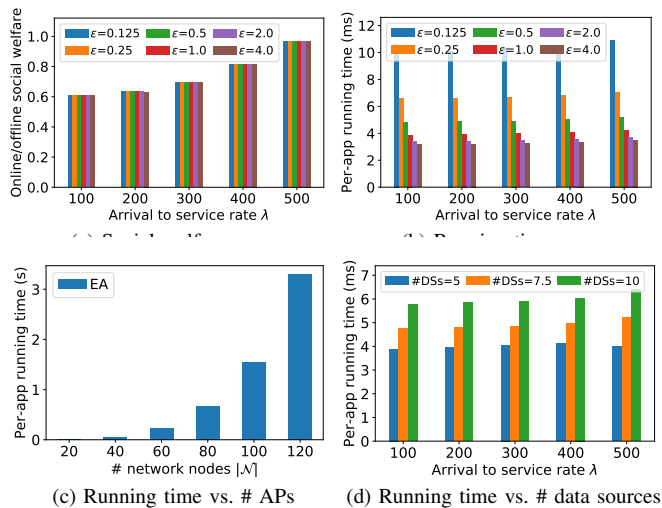 Online/offline social welfare
1.0
0.8
0.6
0.4
0.2
0.0
ε=0.125 ε=0.5 ε=2.0
ε=0.25 ε=1.0 ε=4.0
100 200 300 400 500
Arrival to service rate λ
Per-app running time (ms)
12
10
8
6
4
2
0
ε=0.125 ε=0.5 ε=2.0
ε=0.25 ε=1.0 ε=4.0
100 200 300 400 500
Arrival to service rate λ
Per-app running time (s)
3
2
1
0
EA
20 40 60 80 100 120
# network nodes |𝒩|
(c) Running time vs. # APs
Per-app running time (ms)
7
6
5
4
3
2
1
0
#DSs=5 #DSs=7.5 #DSs=10
100 200 300 400 500
Arrival to service rate λ
(d) Running time vs. # data sources